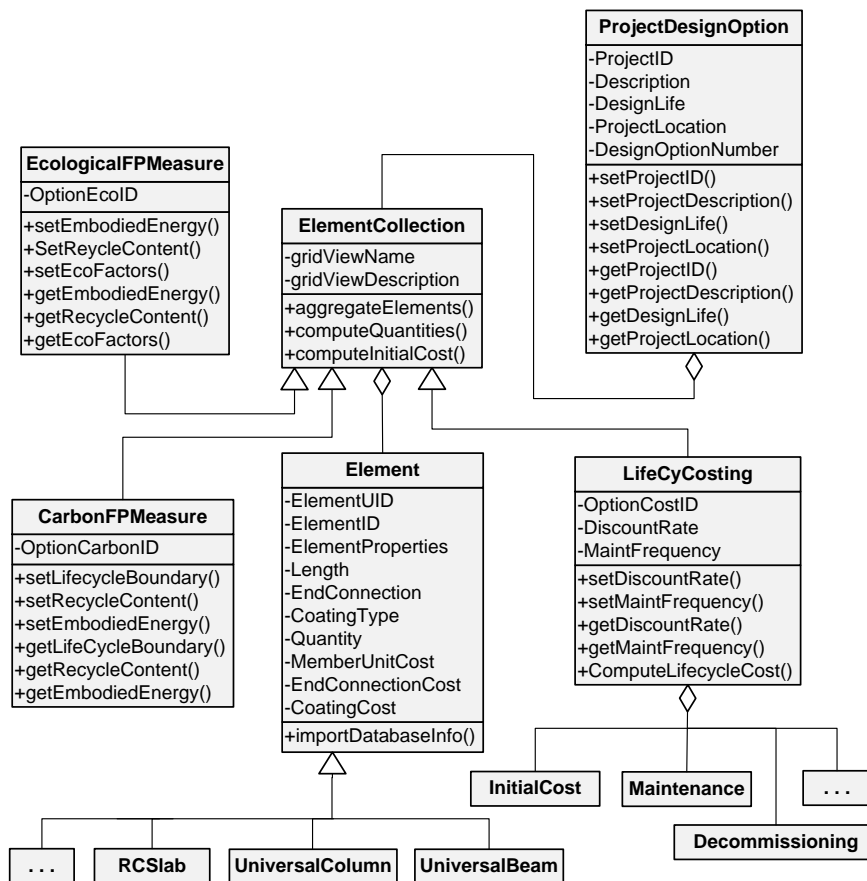 ProjectDesignOption
-ProjectID
-Description
-DesignLife
-ProjectLocation
-DesignOptionNumber
+setProjectID()
+setProjectDescription()
+setDesignLife()
+setProjectLocation()
+getProjectID()
+getProjectDescription()
+getDesignLife()
+getProjectLocation()
EcologicalFPMeasure
-OptionEcoID
+setEmbodiedEnergy()
+SetReycleContent()
+setEcoFactors()
+getEmbodiedEnergy()
+getRecycleContent()
+getEcoFactors()
ElementCollection
-gridViewName
-gridViewDescription
+aggregateElements()
+computeQuantities()
+computeInitialCost()
CarbonFPMeasure
-OptionCarbonID
+setLifecycleBoundary()
+setRecycleContent()
+setEmbodiedEnergy()
+getLifeCycleBoundary()
+getRecycleContent()
+getEmbodiedEnergy()
Element
-ElementUID
-ElementID
-ElementProperties
-Length
-EndConnection
-CoatingType
-Quantity
-MemberUnitCost
-EndConnectionCost
-CoatingCost
+importDatabaseInfo()
LifeCyCosting
-OptionCostID
-DiscountRate
-MaintFrequency
+setDiscountRate()
+setMaintFrequency()
+getDiscountRate()
+getMaintFrequency()
+ComputeLifecycleCost()
InitialCost
Maintenance
. . .
Decommissioning
. . .
RCSlab
UniversalColumn
UniversalBeam